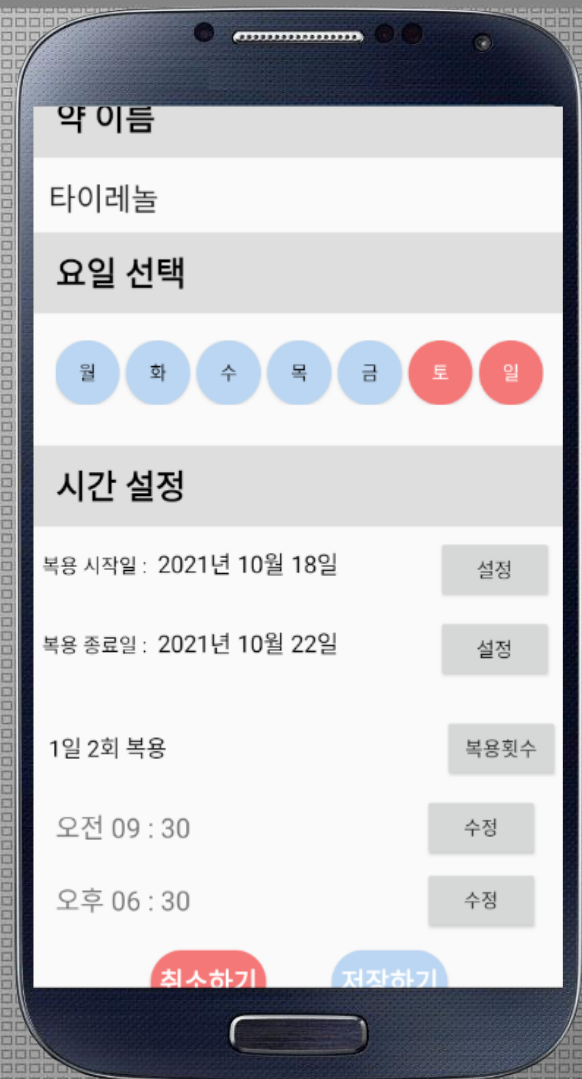 약 이름
타이레놀
요일 선택
월 화 수 목 금 토 일
시간 설정
복용 시작일 : 2021년 10월 18일 설정
복용 종료일 : 2021년 10월 22일 설정
1일 2회 복용 복용횟수
오전 09 : 30 수정
오후 06 : 30 수정
취소하기 저장하기